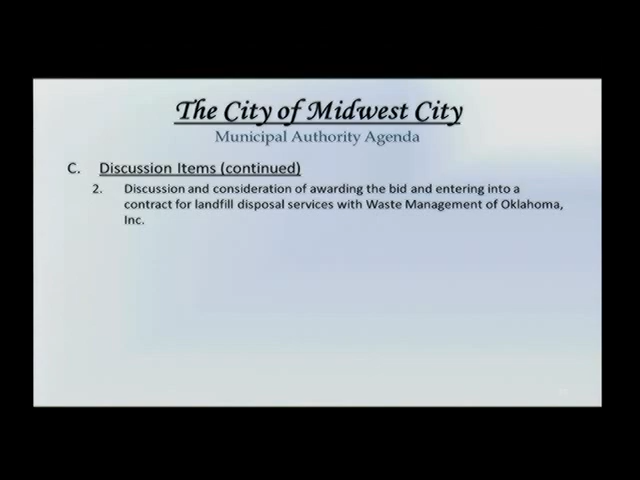 The City of Midwest City
Municipal Authority Agenda
C. Discussion Items (continued)
2. Discussion and consideration of awarding the bid and entering into a
contract for landfill disposal services with Waste Management of Oklahoma,
Inc.